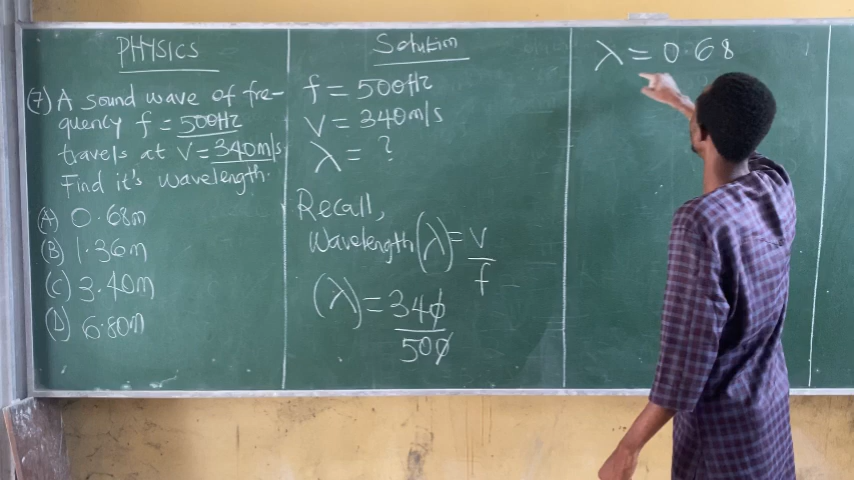 PHYSICS
(7) A sound wave of fre-
quency f = 500Hz
travels at v = 340m/s
Find it's wavelength.
(A) 0.68m
(B) 1.36m
(C) 3.40m
(D) 6.80m
Solution
f = 500Hz
v = 340m/s
λ = ?
Recall,
Wavelength (λ) = v
f
(λ) = 340
500
λ = 0.68